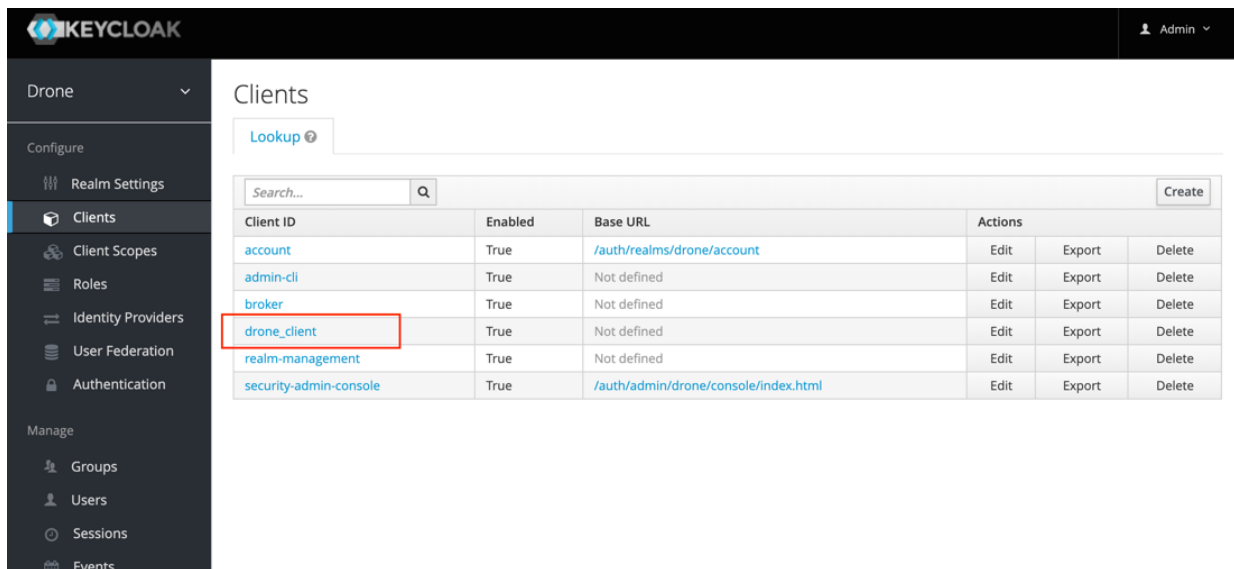 KEYCLOAK
Admin
Drone
Configure
Realm Settings
Clients
Client Scopes
Roles
Identity Providers
User Federation
Authentication
Manage
Groups
Users
Sessions
Events
Clients
Lookup
Search...
Create
Client ID Enabled Base URL Actions
account True /auth/realms/drone/account Edit Export Delete
admin-cli True Not defined Edit Export Delete
broker True Not defined Edit Export Delete
drone_client True Not defined Edit Export Delete
realm-management True Not defined Edit Export Delete
security-admin-console True /auth/admin/drone/console/index.html Edit Export Delete